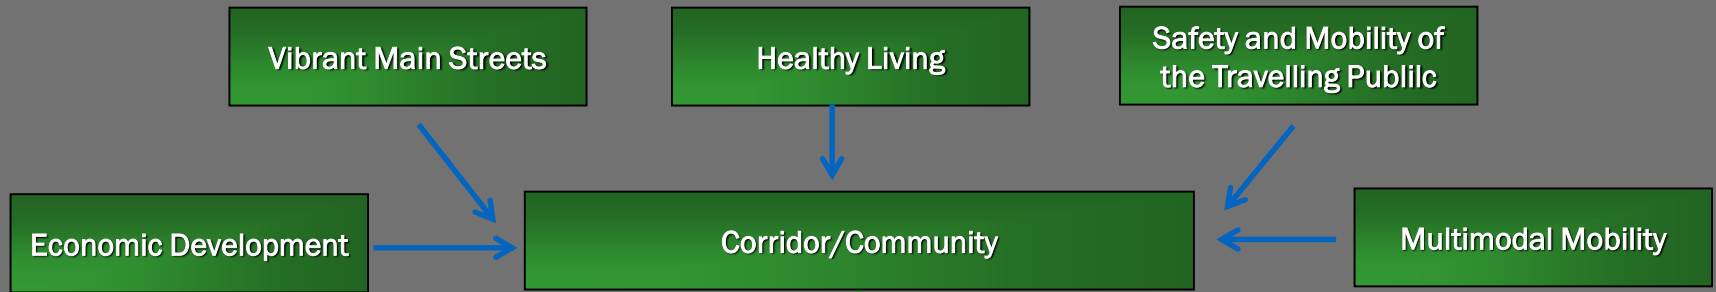 Vibrant Main Streets
Healthy Living
Safety and Mobility of
the Travelling Publilc
Economic Development
Corridor/Community
Multimodal Mobility